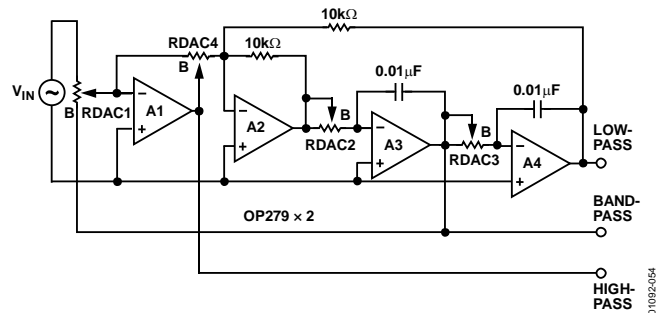 10kΩ
RDAC4
10kΩ
B
0.01µF
0.01µF
VIN
B
RDAC1
A1
A2
B
RDAC2
A3
B
RDAC3
A4
LOW-
PASS
OP279 × 2
BAND-
PASS
HIGH-
PASS
01092-054